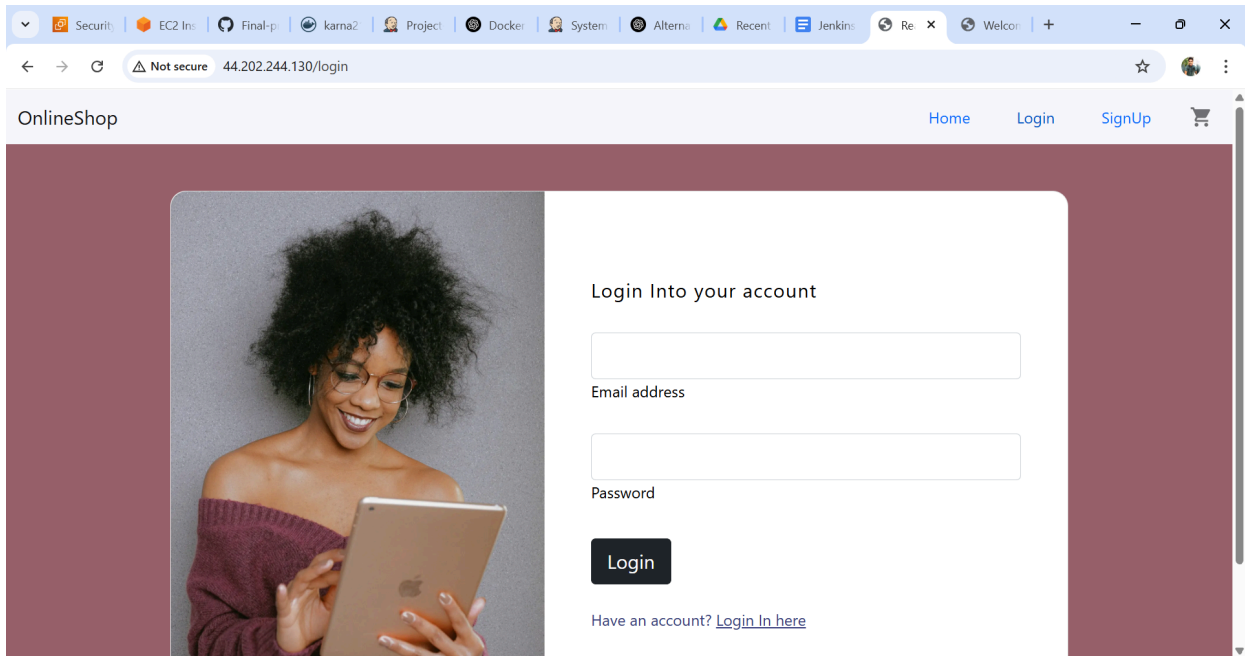 Security EC2 Ins Final-p karna2 Project Docker System Alterna Recent Jenkins Re Welcon
Not secure 44.202.244.130/login
OnlineShop Home Login SignUp
Login Into your account
Email address
Password
Login
Have an account? Login In here